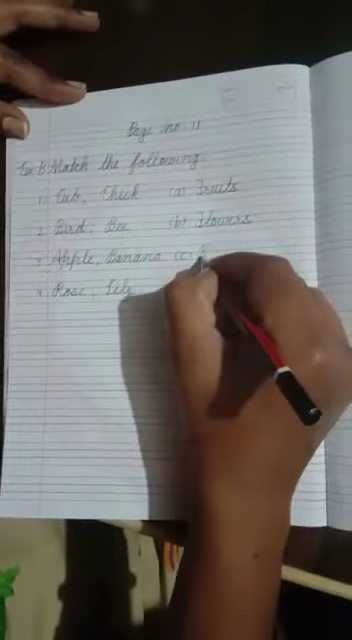 Page no. 11
Ex. B Match the following
1. Cub, Chick (a) Fruits
2. Bird, Bee (b) Flowers
3. Apple, Banana (c)
4. Rose, Lily